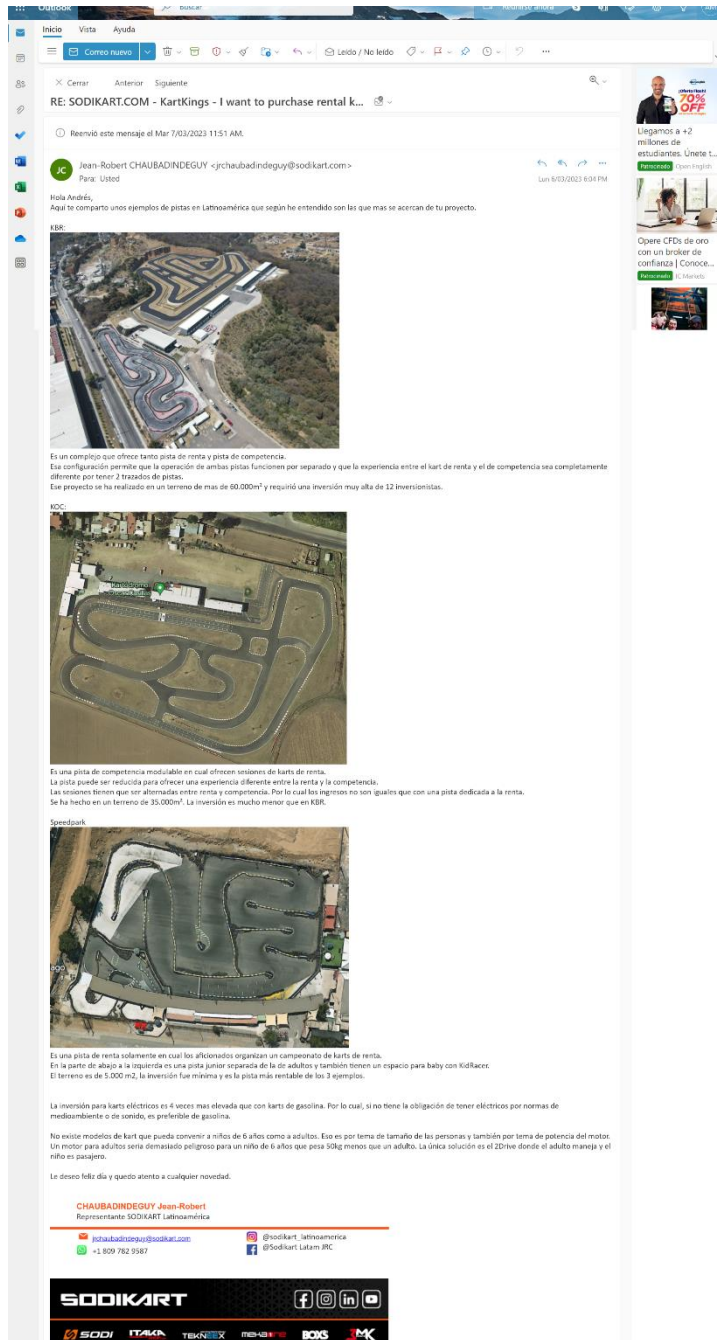 Outlook
Buscar
Reunirse ahora
Inicio Vista Ayuda
Correo nuevo
Leído / No leído
Cerrar Anterior Siguiente
RE: SODIKART.COM - KartKings - I want to purchase rental k...
Reenvió este mensaje el Mar 7/03/2023 11:51 AM.
JC
Jean-Robert CHAUBADINDEGUY <jrchaubadindeguy@sodikart.com>
Para: Usted
Lun 6/03/2023 6:04 PM
Hola Andrés,
Aquí te comparto unos ejemplos de pistas en Latinoamérica que según he entendido son las que mas se acercan de tu proyecto.
KBR:
Es un complejo que ofrece tanto pista de renta y pista de competencia.
Esa configuración permite que la operación de ambas pistas funcionen por separado y que la experiencia entre el kart de renta y el de competencia sea completamente
diferente por tener 2 trazados de pistas.
Ese proyecto se ha realizado en un terreno de mas de 60.000m² y requirió una inversión muy alta de 12 inversionistas.
KOC:
Es una pista de competencia modulable en cual ofrecen sesiones de karts de renta.
La pista puede ser reducida para ofrecer una experiencia diferente entre la renta y la competencia.
Las sesiones tienen que ser alternadas entre renta y competencia. Por lo cual los ingresos no son iguales que con una pista dedicada a la renta.
Se ha hecho en un terreno de 35.000m². La inversión es mucho menor que en KBR.
Speedpark
ago
Es una pista de renta solamente en cual los aficionados organizan un campeonato de karts de renta.
En la parte de abajo a la izquierda es una pista junior separada de la de adultos y también tienen un espacio para baby con KidRacer.
El terreno es de 5.000 m2, la inversión fue mínima y es la pista más rentable de los 3 ejemplos.
La inversión para karts eléctricos es 4 veces mas elevada que con karts de gasolina. Por lo cual, si no tiene la obligación de tener eléctricos por normas de
medioambiente o de sonido, es preferible de gasolina.
No existe modelos de kart que pueda convenir a niños de 6 años como a adultos. Eso es por tema de tamaño de las personas y también por tema de potencia del motor.
Un motor para adultos seria demasiado peligroso para un niño de 6 años que pesa 50kg menos que un adulto. La única solución es el 2Drive donde el adulto maneja y el
niño es pasajero.
Le deseo feliz día y quedo atento a cualquier novedad.
CHAUBADINDEGUY Jean-Robert
Representante SODIKART Latinoamérica
jrchaubadindeguy@sodikart.com
+1 809 782 9587
@sodikart_latinoamerica
@Sodikart Latam JRC
SODIKART
SODI ITAKA TEKNEEX MEKAONE BOXS 3MK
¡Oferta Flash!
70%
OFF
Llegamos a +2
millones de
estudiantes. Únete t...
Patrocinado Open English
Opere CFDs de oro
con un broker de
confianza | Conoce...
Patrocinado IC Markets